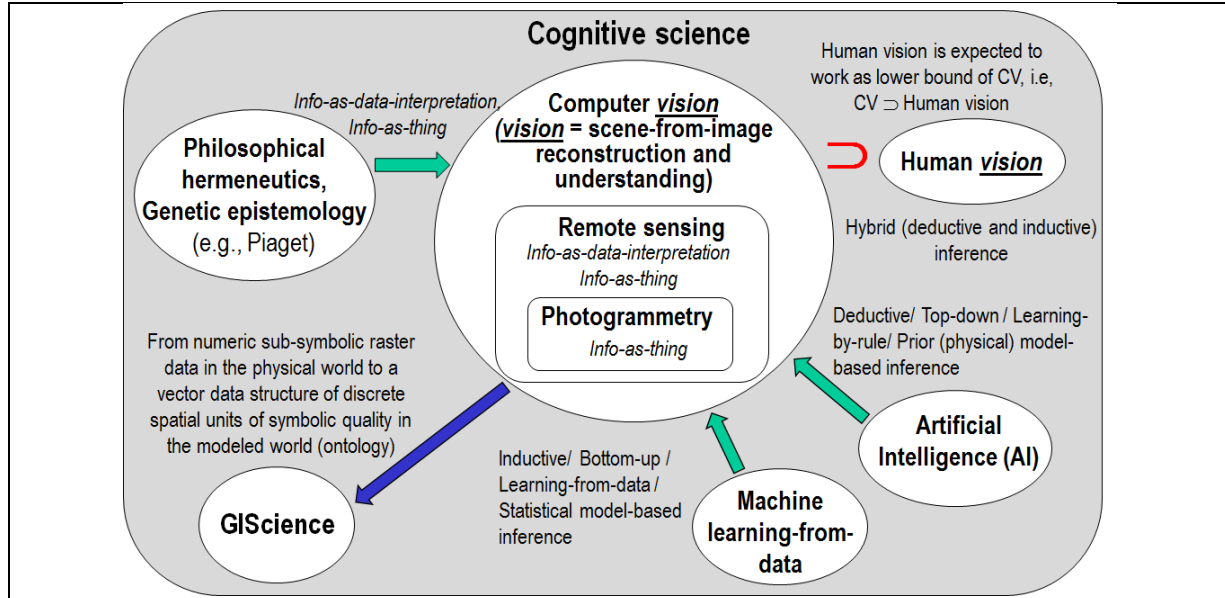 Cognitive science
Info-as-data-interpretation,
Info-as-thing
Philosophical
hermeneutics,
Genetic epistemology
(e.g., Piaget)
Computer vision
(vision = scene-from-image
reconstruction and
understanding)
Human vision is expected to
work as lower bound of CV, i.e,
CV ⊃ Human vision
Human vision
Hybrid (deductive and inductive)
inference
Remote sensing
Info-as-data-interpretation
Info-as-thing
Photogrammetry
Info-as-thing
From numeric sub-symbolic raster
data in the physical world to a
vector data structure of discrete
spatial units of symbolic quality in
the modeled world (ontology)
GIScience
Inductive/ Bottom-up /
Learning-from-data /
Statistical model-based
inference
Machine
learning-from-
data
Deductive/ Top-down / Learning-
by-rule/ Prior (physical) model-
based inference
Artificial
Intelligence (AI)